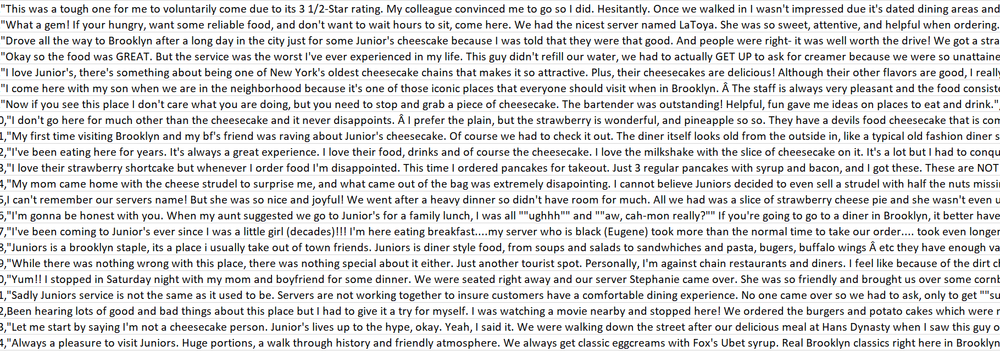 "This was a tough one for me to voluntarily come due to its 3 1/2-Star rating. My colleague convinced me to go so I did. Hesitantly. Once we walked in I wasn't impressed due it's dated dining areas and
"What a gem! If your hungry, want some reliable food, and don't want to wait hours to sit, come here. We had the nicest server named LaToya. She was so sweet, attentive, and helpful when ordering.
"Drove all the way to Brooklyn after a long day in the city just for some Junior's cheescake because I was told that they were that good. And people were right- it was well worth the drive! We got a stra
"Okay so the food was GREAT. But the service was the worst I've ever experienced in my life. This guy didn't refill our water, we had to actually GET UP to ask for creamer because we were so unattaine
"I love Junior's, there's something about being one of New York's oldest cheesecake chains that makes it so attractive. Plus, their cheesecakes are delicious! Although their other flavors are good, I really
"I come here with my son when we are in the neighborhood because it's one of those iconic places that everyone should visit when in Brooklyn. Â The staff is always very pleasant and the food consiste
"Now if you see this place I don't care what you are doing, but you need to stop and grab a piece of cheesecake. The bartender was outstanding! Helpful, fun gave me ideas on places to eat and drink.",
0,"I don't go here for much other than the cheesecake and it never disappoints. Â I prefer the plain, but the strawberry is wonderful, and pineapple so so. They have a devils food cheesecake that is com
1,"My first time visiting Brooklyn and my bf's friend was raving about Junior's cheesecake. Of course we had to check it out. The diner itself looks old from the outside in, like a typical old fashion diner s
2,"I've been eating here for years. It's always a great experience. I love their food, drinks and of course the cheesecake. I love the milkshake with the slice of cheesecake on it. It's a lot but I had to conqu
3,"I love their strawberry shortcake but whenever I order food I'm disappointed. This time I ordered pancakes for takeout. Just 3 regular pancakes with syrup and bacon, and I got these. These are NOT
4,"My mom came home with the cheese strudel to surprise me, and what came out of the bag was extremely disapointing. I cannot believe Juniors decided to even sell a strudel with half the nuts missi
5,I can't remember our servers name! But she was so nice and joyful! We went after a heavy dinner so didn't have room for much. All we had was a slice of strawberry cheese pie and she wasn't even u
6,"I'm gonna be honest with you. When my aunt suggested we go to Junior's for a family lunch, I was all ""ughhh"" and ""aw, cah-mon really?"" If you're going to go to a diner in Brooklyn, it better have
7,"I've been coming to Junior's ever since I was a little girl (decades)!!! I'm here eating breakfast....my server who is black (Eugene) took more than the normal time to take our order.... took even longer
8,"Juniors is a brooklyn staple, its a place i usually take out of town friends. Juniors is diner style food, from soups and salads to sandwhiches and pasta, bugers, buffalo wings Â etc they have enough va
9,"While there was nothing wrong with this place, there was nothing special about it either. Just another tourist spot. Personally, I'm against chain restaurants and diners. I feel like because of the dirt ch
0,"Yum!! I stopped in Saturday night with my mom and boyfriend for some dinner. We were seated right away and our server Stephanie came over. She was so friendly and brought us over some cornb
1,"Sadly Juniors service is not the same as it used to be. Servers are not working together to insure customers have a comfortable dining experience. No one came over so we had to ask, only to get ""su
2,Been hearing lots of good and bad things about this place but I had to give it a try for myself. I was watching a movie nearby and stopped here! We ordered the burgers and potato cakes which were r
3,"Let me start by saying I'm not a cheesecake person. Junior's lives up to the hype, okay. Yeah, I said it. We were walking down the street after our delicious meal at Hans Dynasty when I saw this guy o
4,"Always a pleasure to visit Juniors. Huge portions, a walk through history and friendly atmosphere. We always get classic eggcreams with Fox's Ubet syrup. Real Brooklyn classics right here in Brooklyn